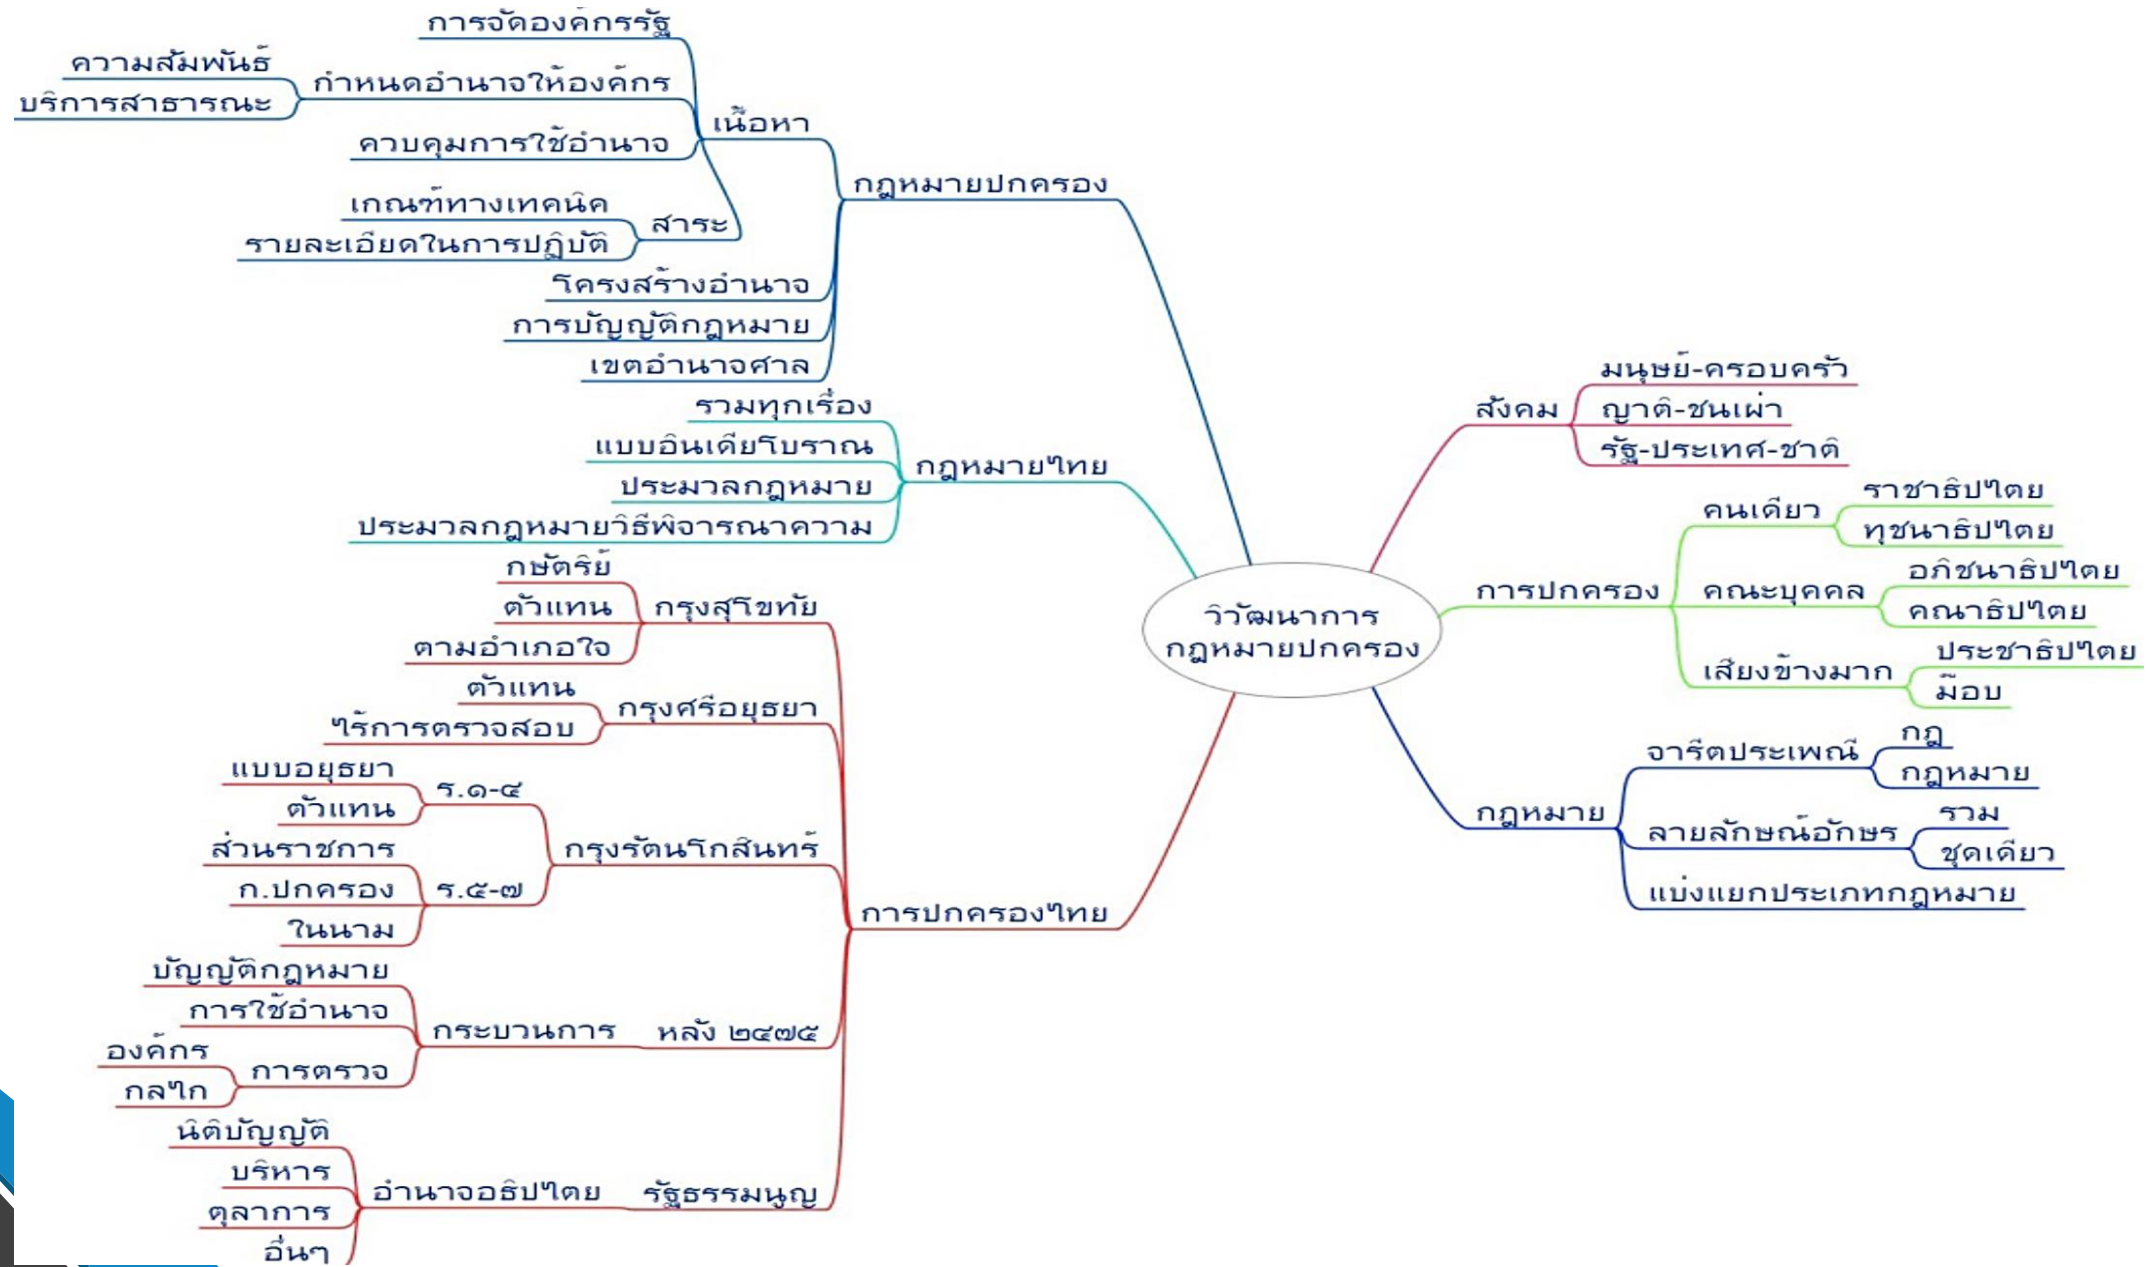 การจัดองค์กรรัฐ
ความสัมพันธ์
บริการสาธารณะ
กำหนดอำนาจให้องค์กร
ควบคุมการใช้อำนาจ
เนื้อหา
เกณฑ์ทางเทคนิค
รายละเอียดในการปฏิบัติ
สาระ
กฎหมายปกครอง
โครงสร้างอำนาจ
การบัญญัติกฎหมาย
เขตอำนาจศาล
รวมทุกเรื่อง
แบบอินเดียโบราณ
ประมวลกฎหมาย
ประมวลกฎหมายวิธีพิจารณาความ
กฎหมายไทย
กษัตริย์
ตัวแทน
ตามอำเภอใจ
กรุงสุโขทัย
ตัวแทน
ไร้การตรวจสอบ
กรุงศรีอยุธยา
แบบอยุธยา
ตัวแทน
ร.๑-๔
ส่วนราชการ
ก.ปกครอง
ในนาม
ร.๕-๗
กรุงรัตนโกสินทร์
การปกครองไทย
บัญญัติกฎหมาย
การใช้อำนาจ
องค์กร
กลไก
การตรวจ
กระบวนการ
หลัง ๒๔๗๕
นิติบัญญัติ
บริหาร
ตุลาการ
อื่นๆ
อำนาจอธิปไตย
รัฐธรรมนูญ
วิวัฒนาการ
กฎหมายปกครอง
สังคม
มนุษย์-ครอบครัว
ญาติ-ชนเผ่า
รัฐ-ประเทศ-ชาติ
การปกครอง
คนเดียว
ราชาธิปไตย
ทุชนาธิปไตย
คณะบุคคล
อภิชนาธิปไตย
คณาธิปไตย
เสียงข้างมาก
ประชาธิปไตย
ม๊อบ
กฎหมาย
จารีตประเพณี
กฎ
กฎหมาย
ลายลักษณ์อักษร
รวม
ชุดเดียว
แบ่งแยกประเภทกฎหมาย